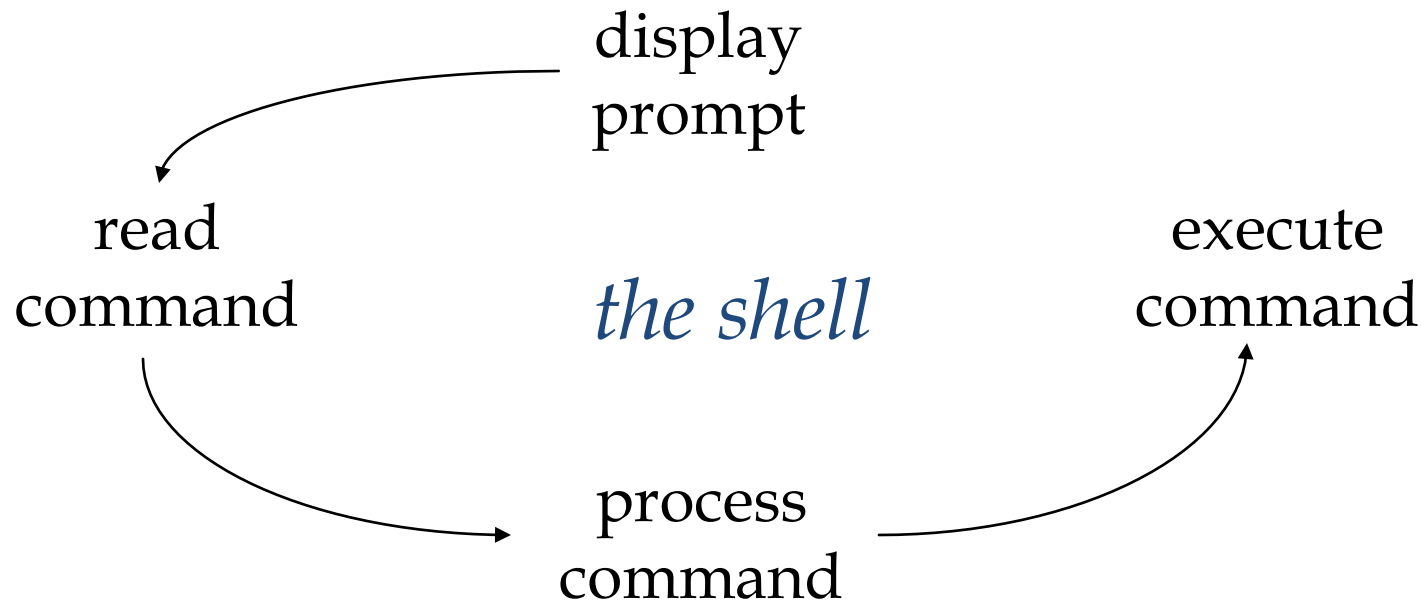 display
prompt
read
command
execute
command
the shell
process
command